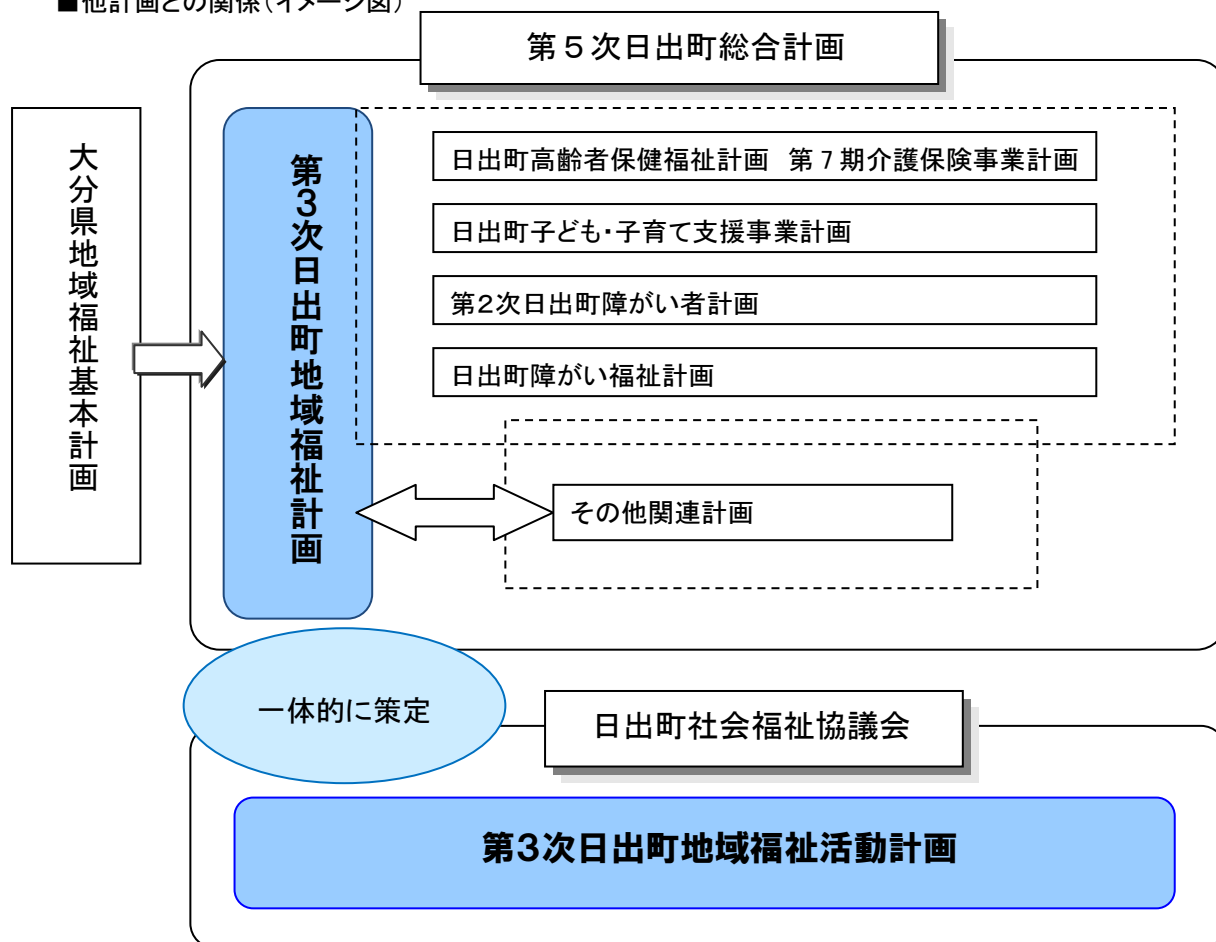 ■他計画との関係(イメージ図)
第5次日出町総合計画
大分県地域福祉基本計画
第3次日出町地域福祉計画
日出町高齢者保健福祉計画 第7期介護保険事業計画
日出町子ども・子育て支援事業計画
第2次日出町障がい者計画
日出町障がい福祉計画
その他関連計画
一体的に策定
日出町社会福祉協議会
第3次日出町地域福祉活動計画